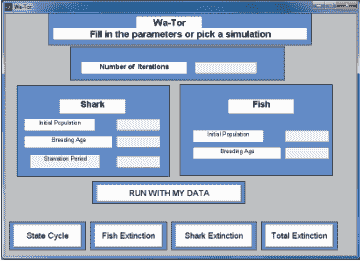 Wa-Tor
Wa-Tor
Fill in the parameters or pick a simulation
Number of Iterations
Shark
Initial Population
Breeding Age
Starvation Period
Fish
Initial Population
Breeding Age
RUN WITH MY DATA
State Cycle
Fish Extinction
Shark Extinction
Total Extinction